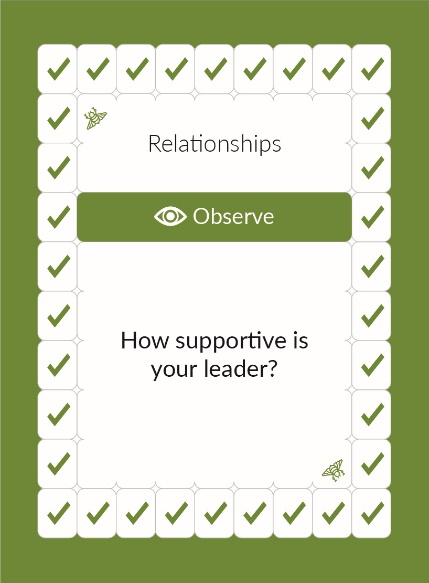 Relationships
Observe
How supportive is
your leader?